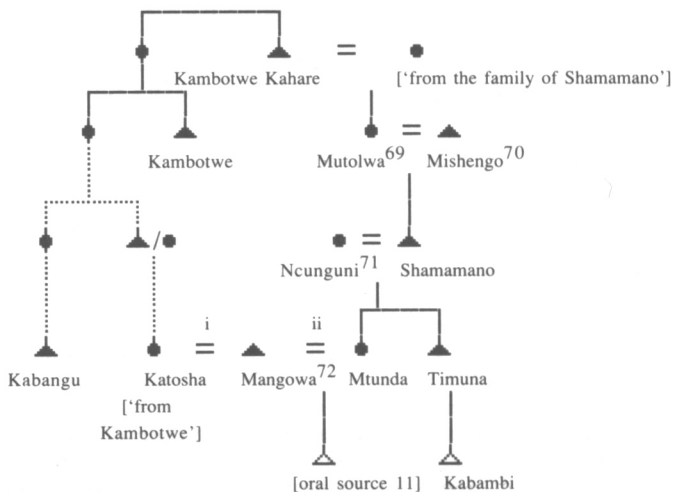 =
Kambotwe Kahare
['from the family of Shamamano']
=
Kambotwe
Mutolwa69
Mishengo70
/
=
Ncunguni71
Shamamano
i
ii
=
=
Kabangu
Katosha
Mangowa72
Mtunda
Timuna
['from
Kambotwe']
[oral source 11]
Kabambi